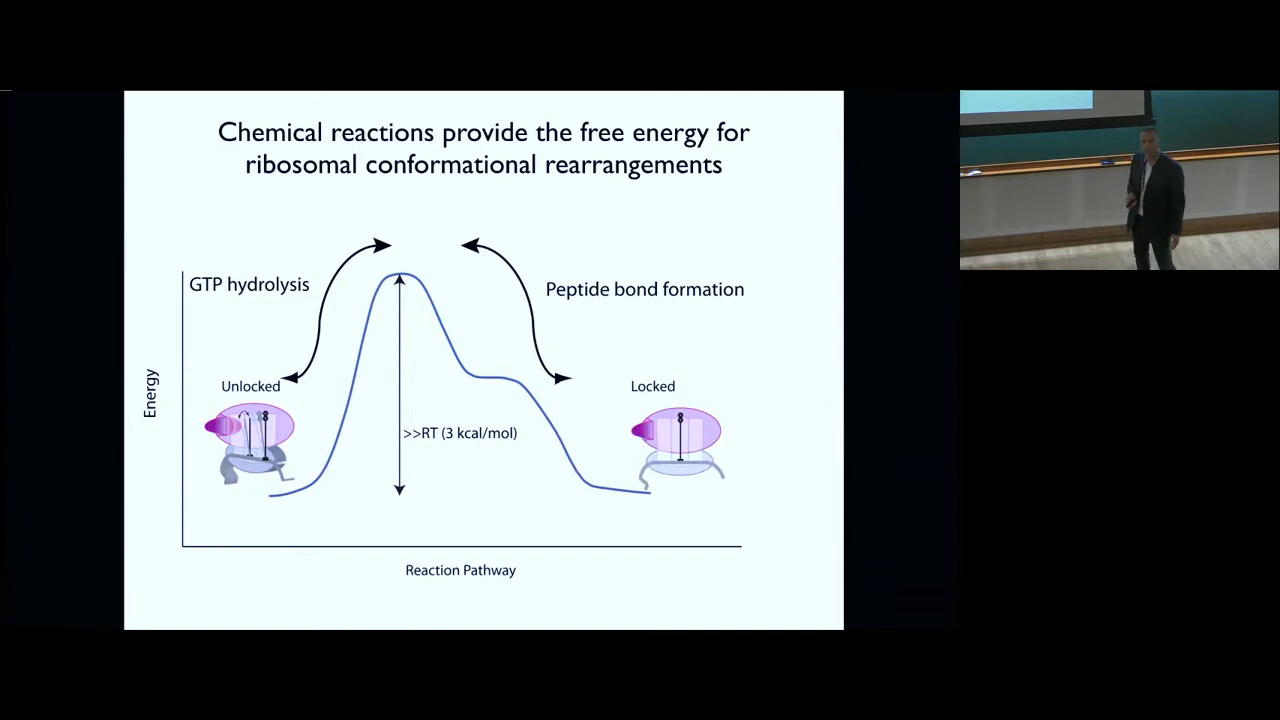 Chemical reactions provide the free energy for
ribosomal conformational rearrangements
GTP hydrolysis
Peptide bond formation
Unlocked
Locked
Energy
>>RT (3 kcal/mol)
Reaction Pathway